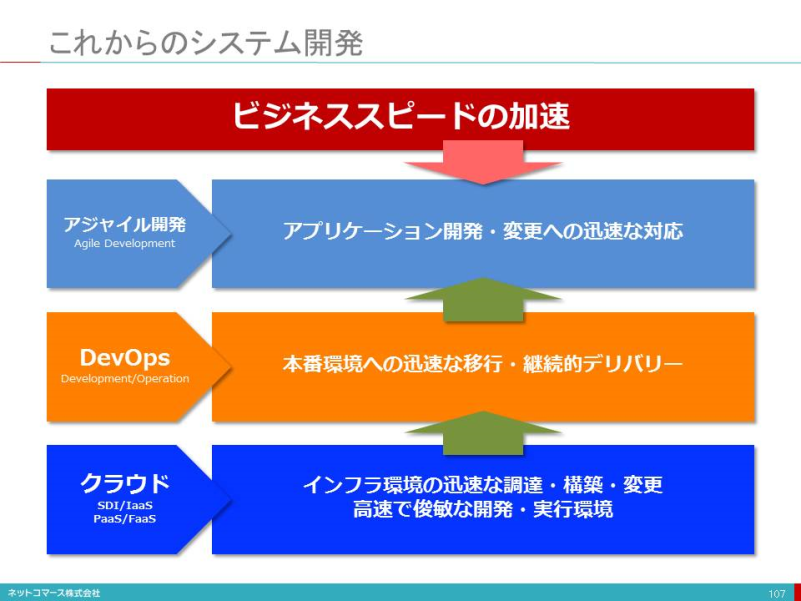 これからのシステム開発
ビジネススピードの加速
アジャイル開発
Agile Development
アプリケーション開発・変更への迅速な対応
DevOps
Development/Operation
本番環境への迅速な移行・継続的デリバリー
クラウド
SDI/IaaS
PaaS/FaaS
インフラ環境の迅速な調達・構築・変更
高速で俊敏な開発・実行環境
ネットコマース株式会社
107